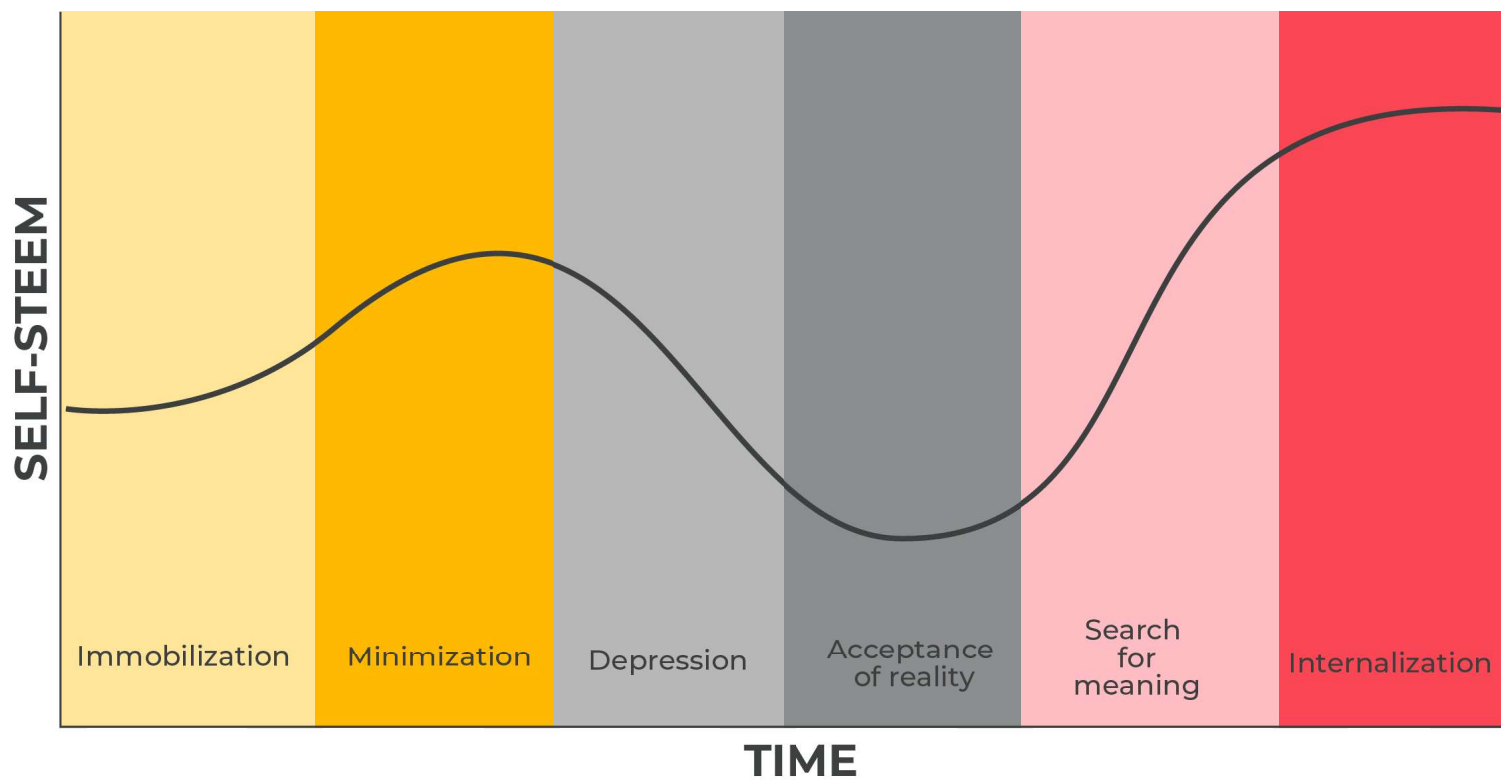 SELF-STEEM
Immobilization
Minimization
Depression
Acceptance
of reality
Search
for
meaning
Internalization
TIME